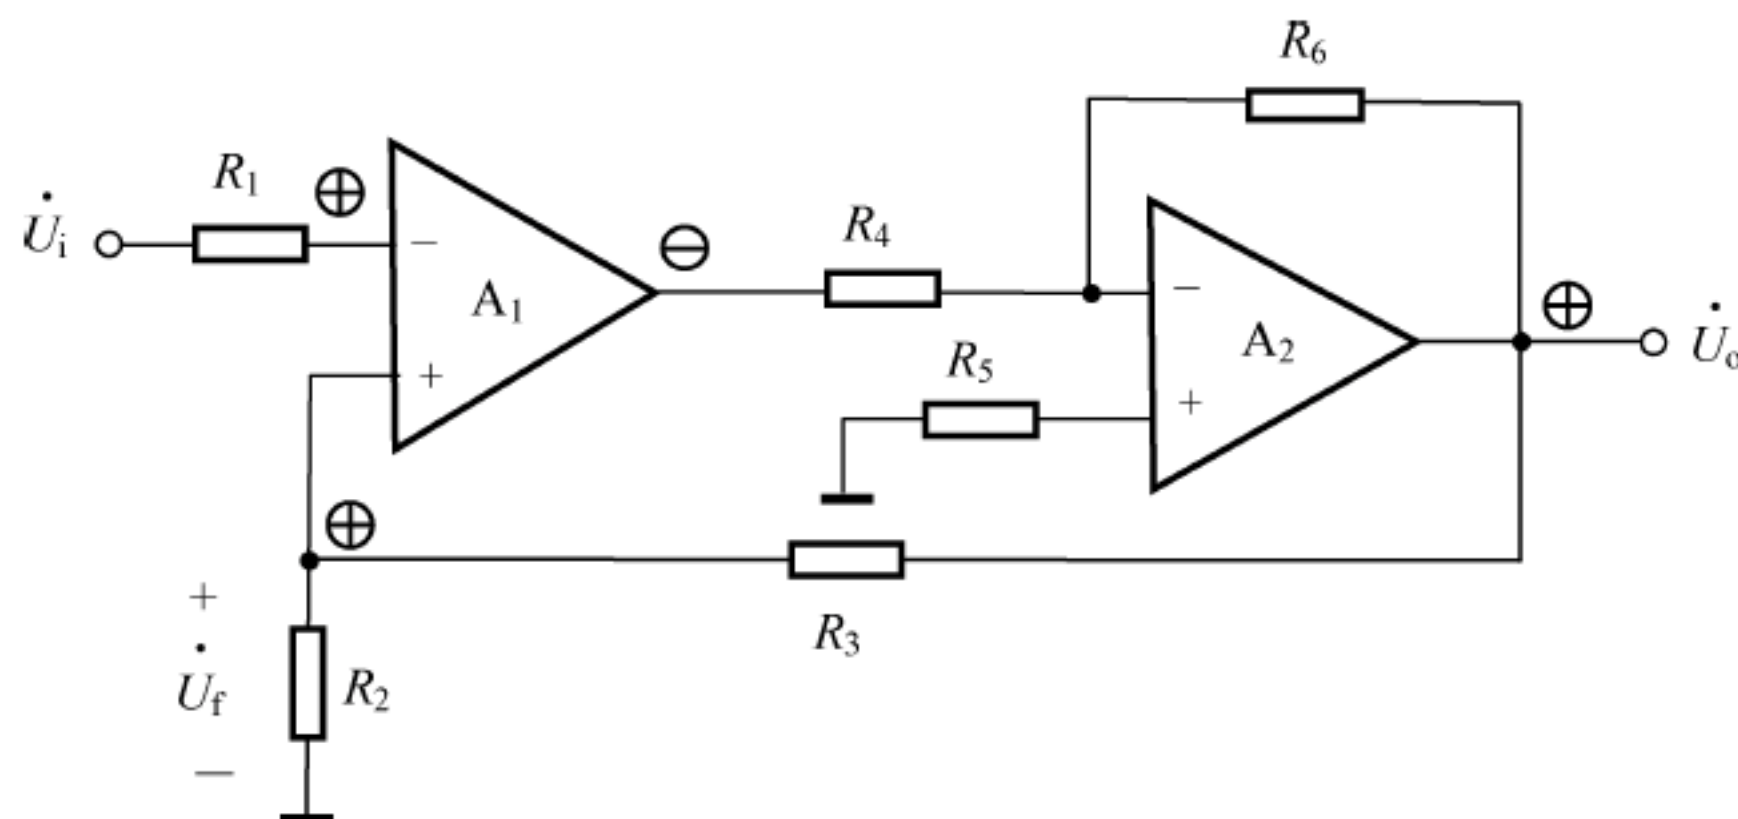 R₆
R₁
U̇ᵢ
−
A₁
+
R₄
−
A₂
+
U̇ₒ
R₅
R₃
+
U̇f
−
R₂